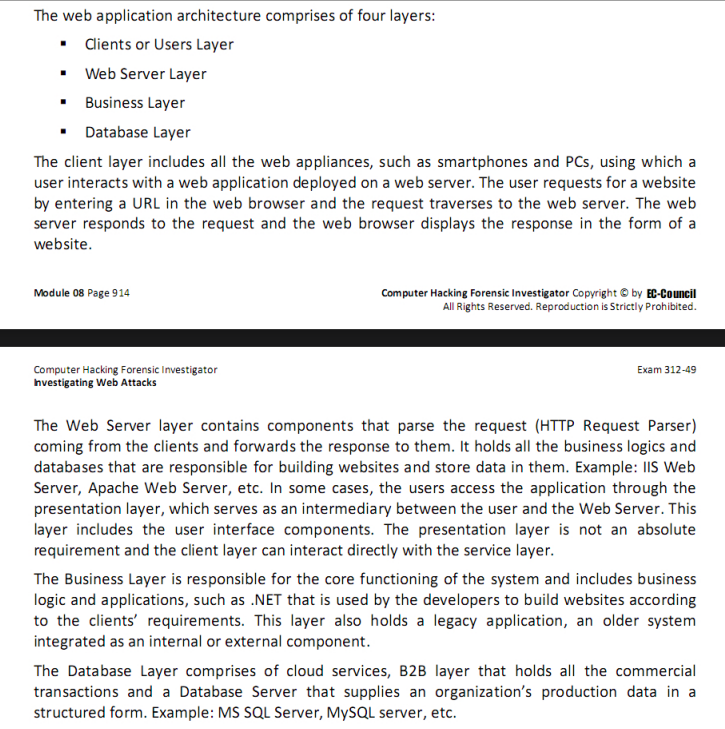 The web application architecture comprises of four layers:
▪ Clients or Users Layer
▪ Web Server Layer
▪ Business Layer
▪ Database Layer
The client layer includes all the web appliances, such as smartphones and PCs, using which a
user interacts with a web application deployed on a web server. The user requests for a website
by entering a URL in the web browser and the request traverses to the web server. The web
server responds to the request and the web browser displays the response in the form of a
website.
Module 08 Page 914
Computer Hacking Forensic Investigator Copyright © by EC-Council
All Rights Reserved. Reproduction is Strictly Prohibited.
Computer Hacking Forensic Investigator
Investigating Web Attacks
Exam 312-49
The Web Server layer contains components that parse the request (HTTP Request Parser)
coming from the clients and forwards the response to them. It holds all the business logics and
databases that are responsible for building websites and store data in them. Example: IIS Web
Server, Apache Web Server, etc. In some cases, the users access the application through the
presentation layer, which serves as an intermediary between the user and the Web Server. This
layer includes the user interface components. The presentation layer is not an absolute
requirement and the client layer can interact directly with the service layer.
The Business Layer is responsible for the core functioning of the system and includes business
logic and applications, such as .NET that is used by the developers to build websites according
to the clients’ requirements. This layer also holds a legacy application, an older system
integrated as an internal or external component.
The Database Layer comprises of cloud services, B2B layer that holds all the commercial
transactions and a Database Server that supplies an organization’s production data in a
structured form. Example: MS SQL Server, MySQL server, etc.